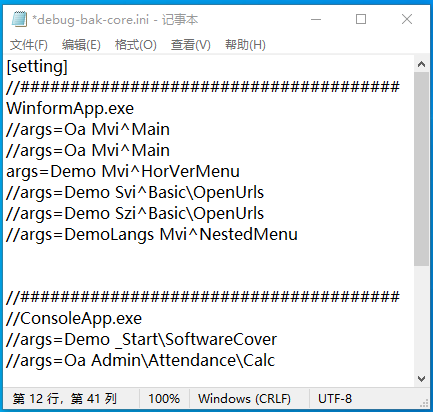 *debug-bak-core.ini - 记事本
文件(F) 编辑(E) 格式(O) 查看(V) 帮助(H)
[setting]
//######################################
WinformApp.exe
//args=Oa Mvi^Main
//args=Oa Mvi^Main
args=Demo Mvi^HorVerMenu
//args=Demo Svi^Basic\OpenUrls
//args=Demo Szi^Basic\OpenUrls
//args=DemoLangs Mvi^NestedMenu
//######################################
//ConsoleApp.exe
//args=Demo _Start\SoftwareCover
//args=Oa Admin\Attendance\Calc
第 12 行，第 41 列 100% Windows (CRLF) UTF-8